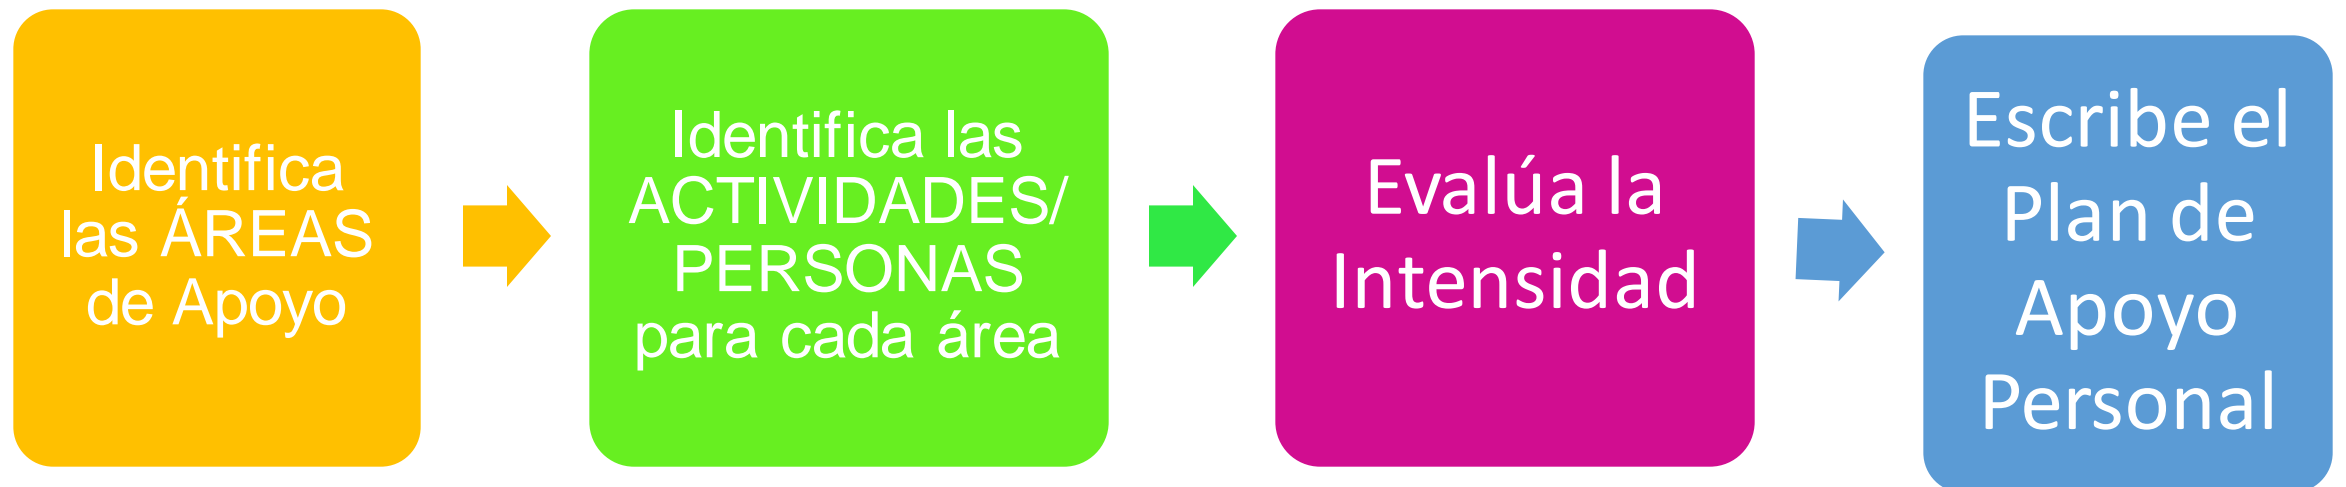 Identifica
las ÁREAS
de Apoyo
Identifica las
ACTIVIDADES/
PERSONAS
para cada área
Evalúa la
Intensidad
Escribe el
Plan de
Apoyo
Personal